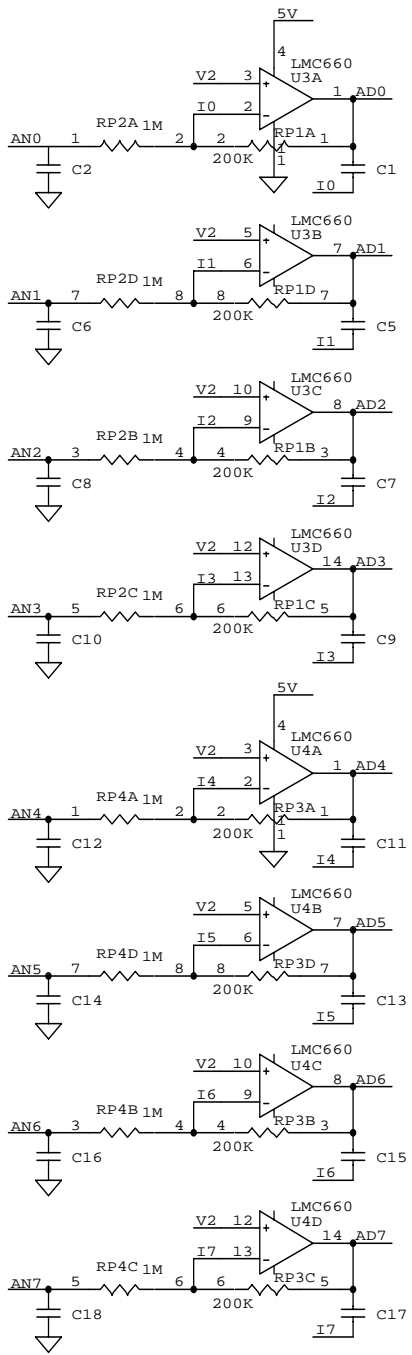 5V
4
LMC660
U3A
V2 3 1 AD0
I0 2
AN0 1 RP2A 1M 2 2 RP1A 1
200K 1 1
C2 C1
I0
LMC660
U3B
V2 5 7 AD1
I1 6
AN1 7 RP2D 1M 8 8 RP1D 7
200K
C6 C5
I1
LMC660
U3C
V2 10 8 AD2
I2 9
AN2 3 RP2B 1M 4 4 RP1B 3
200K
C8 C7
I2
LMC660
U3D
V2 12 14 AD3
I3 13
AN3 5 RP2C 1M 6 6 RP1C 5
200K
C10 C9
I3
5V
4
LMC660
U4A
V2 3 1 AD4
I4 2
AN4 1 RP4A 1M 2 2 RP3A 1
200K 1 1
C12 C11
I4
LMC660
U4B
V2 5 7 AD5
I5 6
AN5 7 RP4D 1M 8 8 RP3D 7
200K
C14 C13
I5
LMC660
U4C
V2 10 8 AD6
I6 9
AN6 3 RP4B 1M 4 4 RP3B 3
200K
C16 C15
I6
LMC660
U4D
V2 12 14 AD7
I7 13
AN7 5 RP4C 1M 6 6 RP3C 5
200K
C18 C17
I7